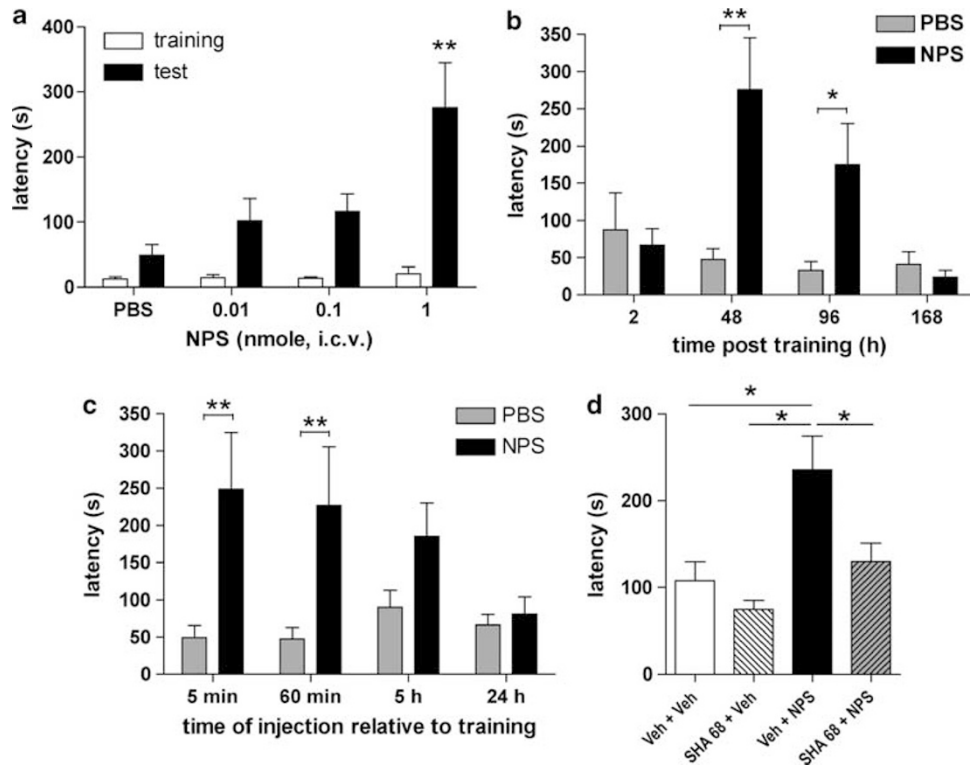 a
latency (s)
400
300
200
100
0
training
test
**
PBS 0.01 0.1 1
NPS (nmole, i.c.v.)
b
latency (s)
350
300
250
200
150
100
50
0
**
*
PBS
NPS
2 48 96 168
time post training (h)
c
latency (s)
350
300
250
200
150
100
50
0
**
**
PBS
NPS
5 min 60 min 5 h 24 h
time of injection relative to training
d
latency (s)
300
200
100
0
*
* *
Veh + Veh
SHA 68 + Veh
Veh + NPS
SHA 68 + NPS